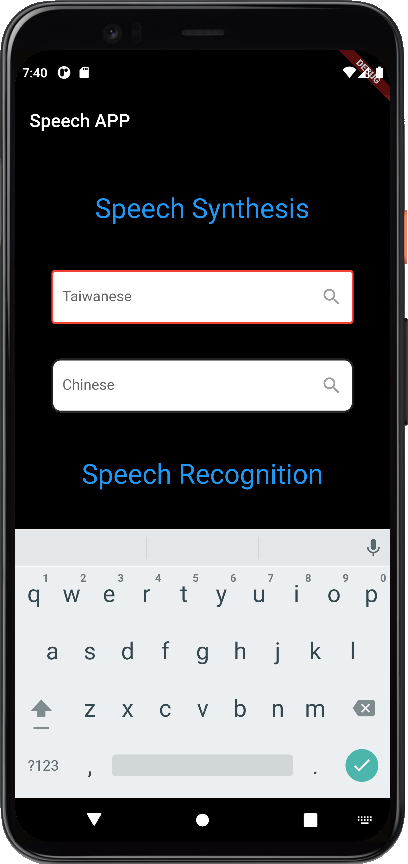 7:40
DEBUG
Speech APP
Speech Synthesis
Taiwanese
Chinese
Speech Recognition
1 2 3 4 5 6 7 8 9 0
q w e r t y u i o p
a s d f g h j k l
z x c v b n m
?123 , .